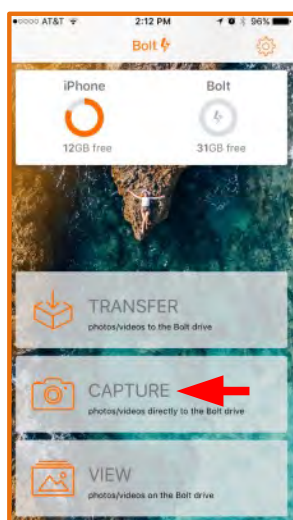 AT&T 2:12 PM 96%
Bolt
iPhone Bolt
12GB free 31GB free
TRANSFER
photos/videos to the Bolt drive
CAPTURE
photos/videos directly to the Bolt drive
VIEW
photos/videos on the Bolt drive